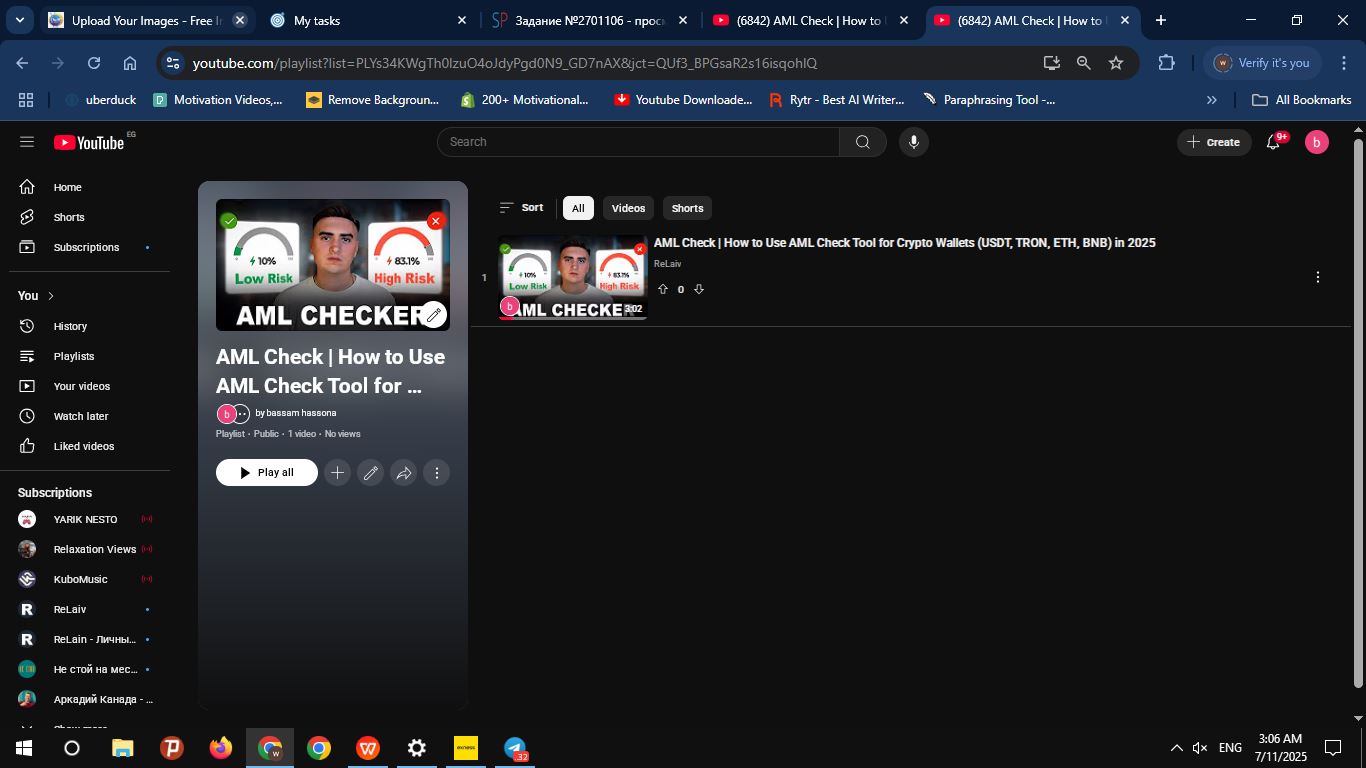 Upload Your Images - Free I
My tasks
Задание №2701106 - прос
(6842) AML Check | How to
(6842) AML Check | How to
youtube.com/playlist?list=PLYs34KWgTh0IzuO4oJdyPgd0N9_GD7nAX&jct=QUf3_BPGsaR2s16isqohIQ
Verify it's you
uberduck
Motivation Videos,...
Remove Backgroun...
200+ Motivational...
Youtube Downloade...
Rytr - Best AI Writer...
Paraphrasing Tool -...
All Bookmarks
YouTube EG
Search
Create
9+
b
Home
Shorts
Subscriptions
You
History
Playlists
Your videos
Watch later
Liked videos
Subscriptions
YARIK NESTO
Relaxation Views
KuboMusic
ReLaiv
ReLain - Личны...
Не стой на мес...
Аркадий Канада - ...
10%
Low Risk
83.1%
High Risk
AML CHECKER
AML Check | How to Use
AML Check Tool for ...
b
by bassam hassona
Playlist • Public • 1 video • No views
Play all
Sort
All
Videos
Shorts
1
10%
Low Risk
83.1%
High Risk
b
AML CHECKE
3:02
AML Check | How to Use AML Check Tool for Crypto Wallets (USDT, TRON, ETH, BNB) in 2025
ReLaiv
0
exness
32
ENG
3:06 AM
7/11/2025